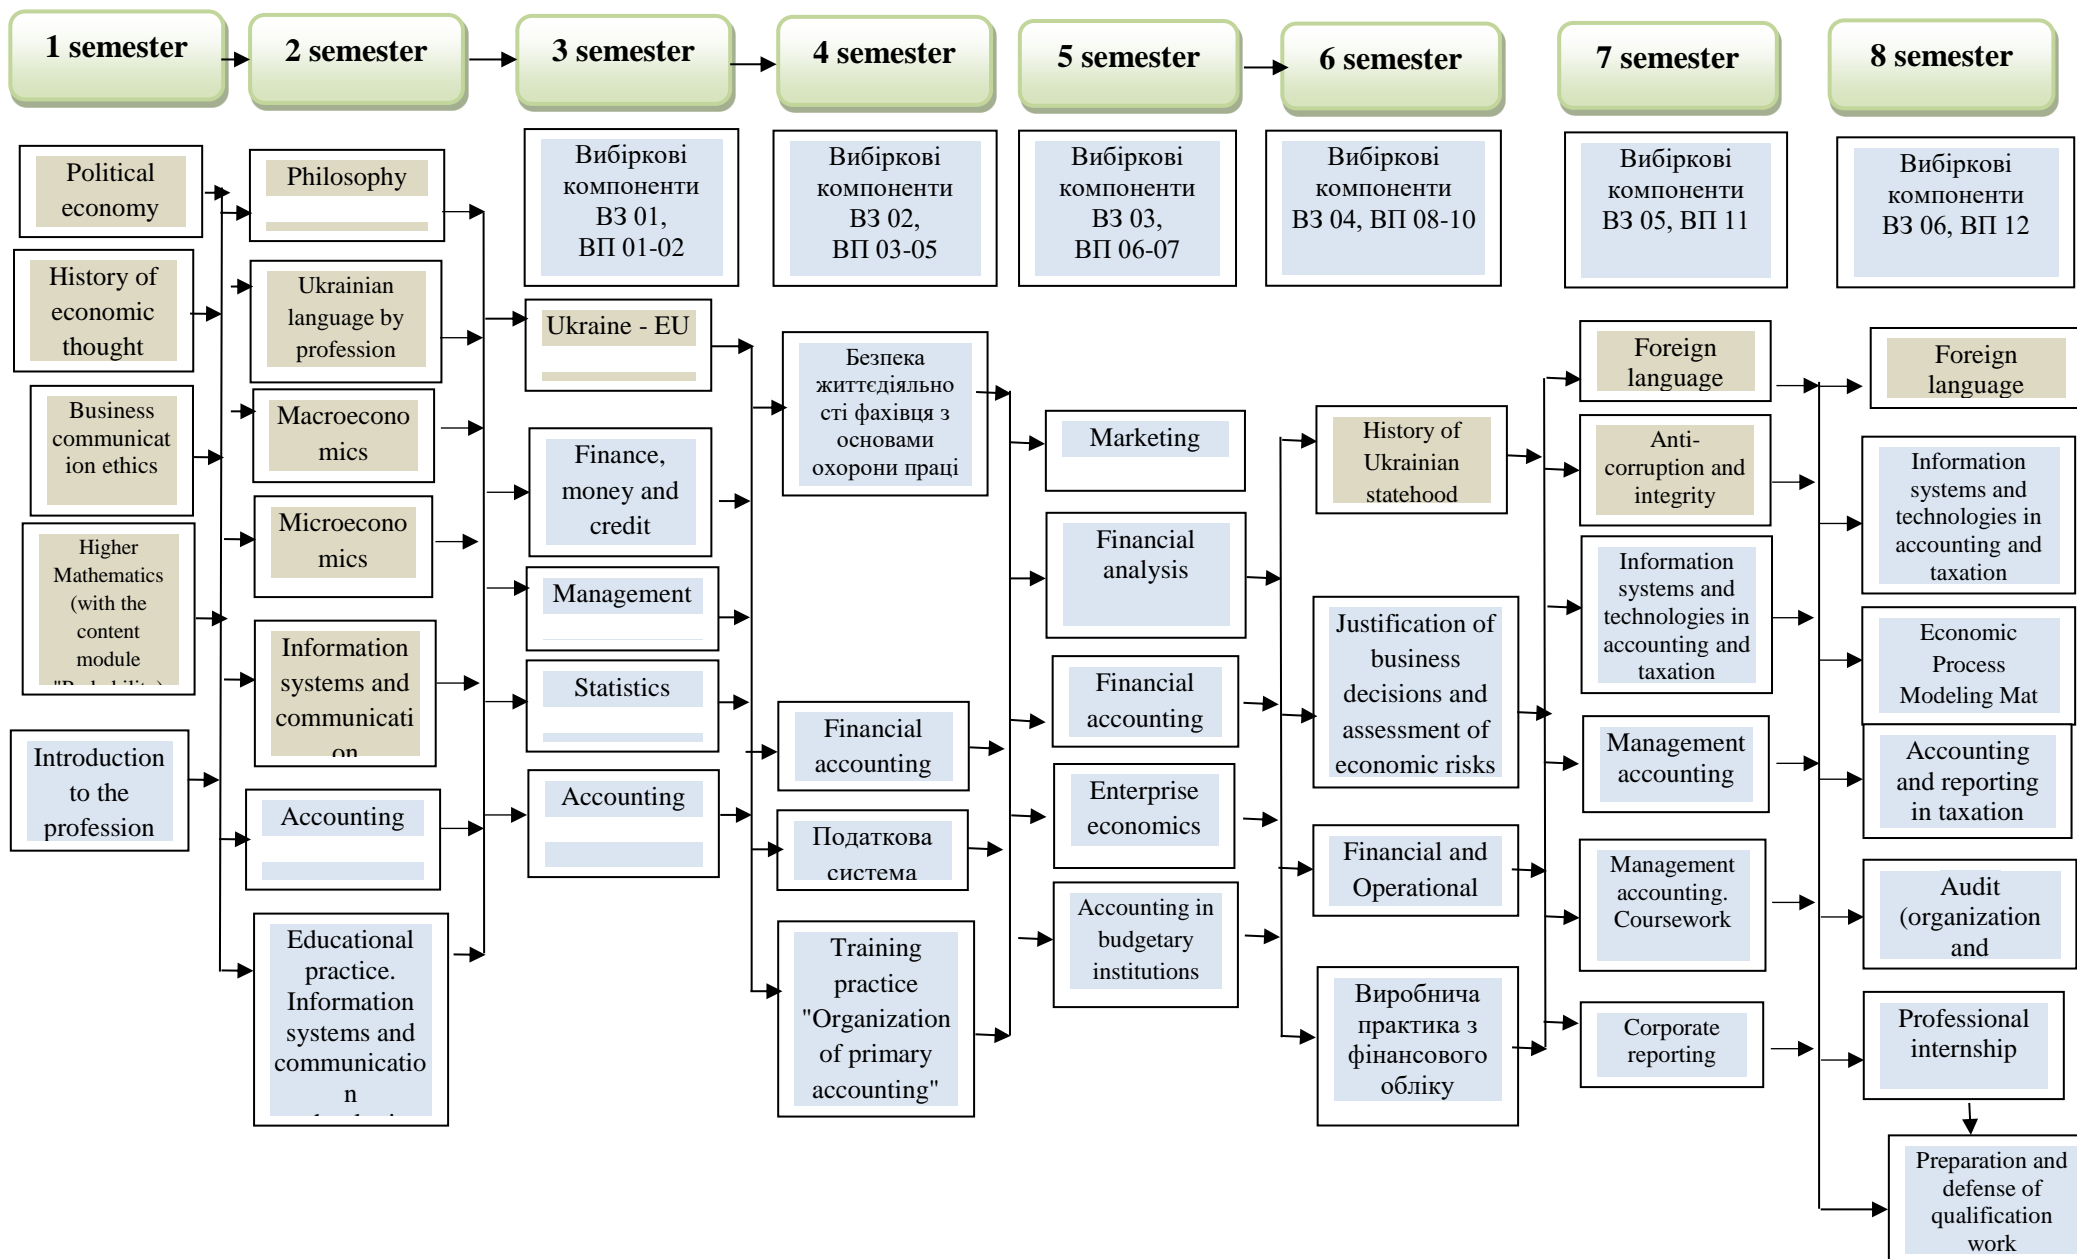 1 semester
2 semester
3 semester
4 semester
5 semester
6 semester
7 semester
8 semester
Political
economy
History of
economic
thought
Business
communicat
ion ethics
Higher
Mathematics
(with the
content
module
Introduction
to the
profession
Philosophy
Ukrainian
language by
profession
Macroecono
mics
Microecono
mics
Information
systems and
communicati
on
Accounting
Educational
practice.
Information
systems and
communicatio
n
Вибіркові
компоненти
ВЗ 01,
ВП 01-02
Ukraine - EU
Finance,
money and
credit
Management
Statistics
Accounting
Вибіркові
компоненти
ВЗ 02,
ВП 03-05
Безпека
життєдіяльно
сті фахівця з
основами
охорони праці
Financial
accounting
Податкова
система
Training
practice
"Organization
of primary
accounting"
Вибіркові
компоненти
ВЗ 03,
ВП 06-07
Marketing
Financial
analysis
Financial
accounting
Enterprise
economics
Accounting in
budgetary
institutions
Вибіркові
компоненти
ВЗ 04, ВП 08-10
History of
Ukrainian
statehood
Justification of
business
decisions and
assessment of
economic risks
Financial and
Operational
Виробнича
практика з
фінансового
обліку
Вибіркові
компоненти
ВЗ 05, ВП 11
Foreign
language
Anti-
corruption and
integrity
Information
systems and
technologies in
accounting and
taxation
Management
accounting
Management
accounting.
Coursework
Corporate
reporting
Вибіркові
компоненти
ВЗ 06, ВП 12
Foreign
language
Information
systems and
technologies in
accounting and
taxation
Economic
Process
Modeling Mat
Accounting
and reporting
in taxation
Audit
(organization
and
Professional
internship
Preparation and
defense of
qualification
work